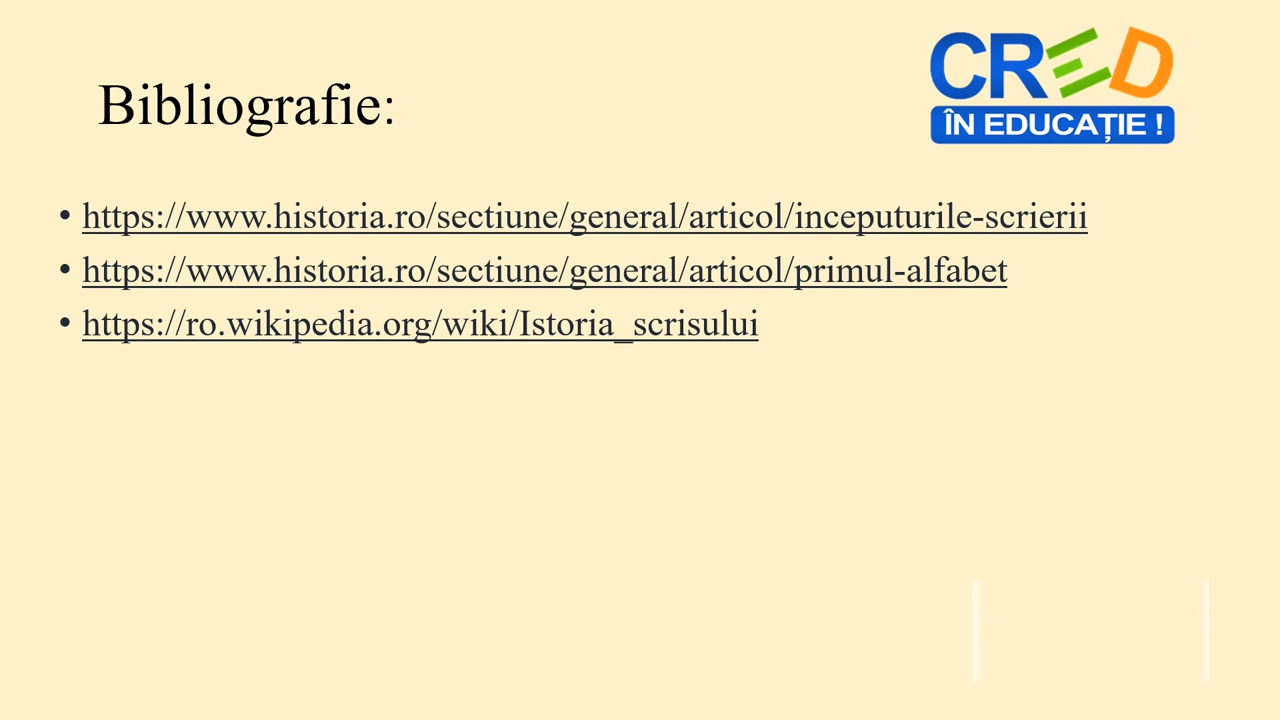 CRED
ÎN EDUCAȚIE !
Bibliografie:
• https://www.historia.ro/sectiune/general/articol/inceputurile-scrierii
• https://www.historia.ro/sectiune/general/articol/primul-alfabet
• https://ro.wikipedia.org/wiki/Istoria_scrisului